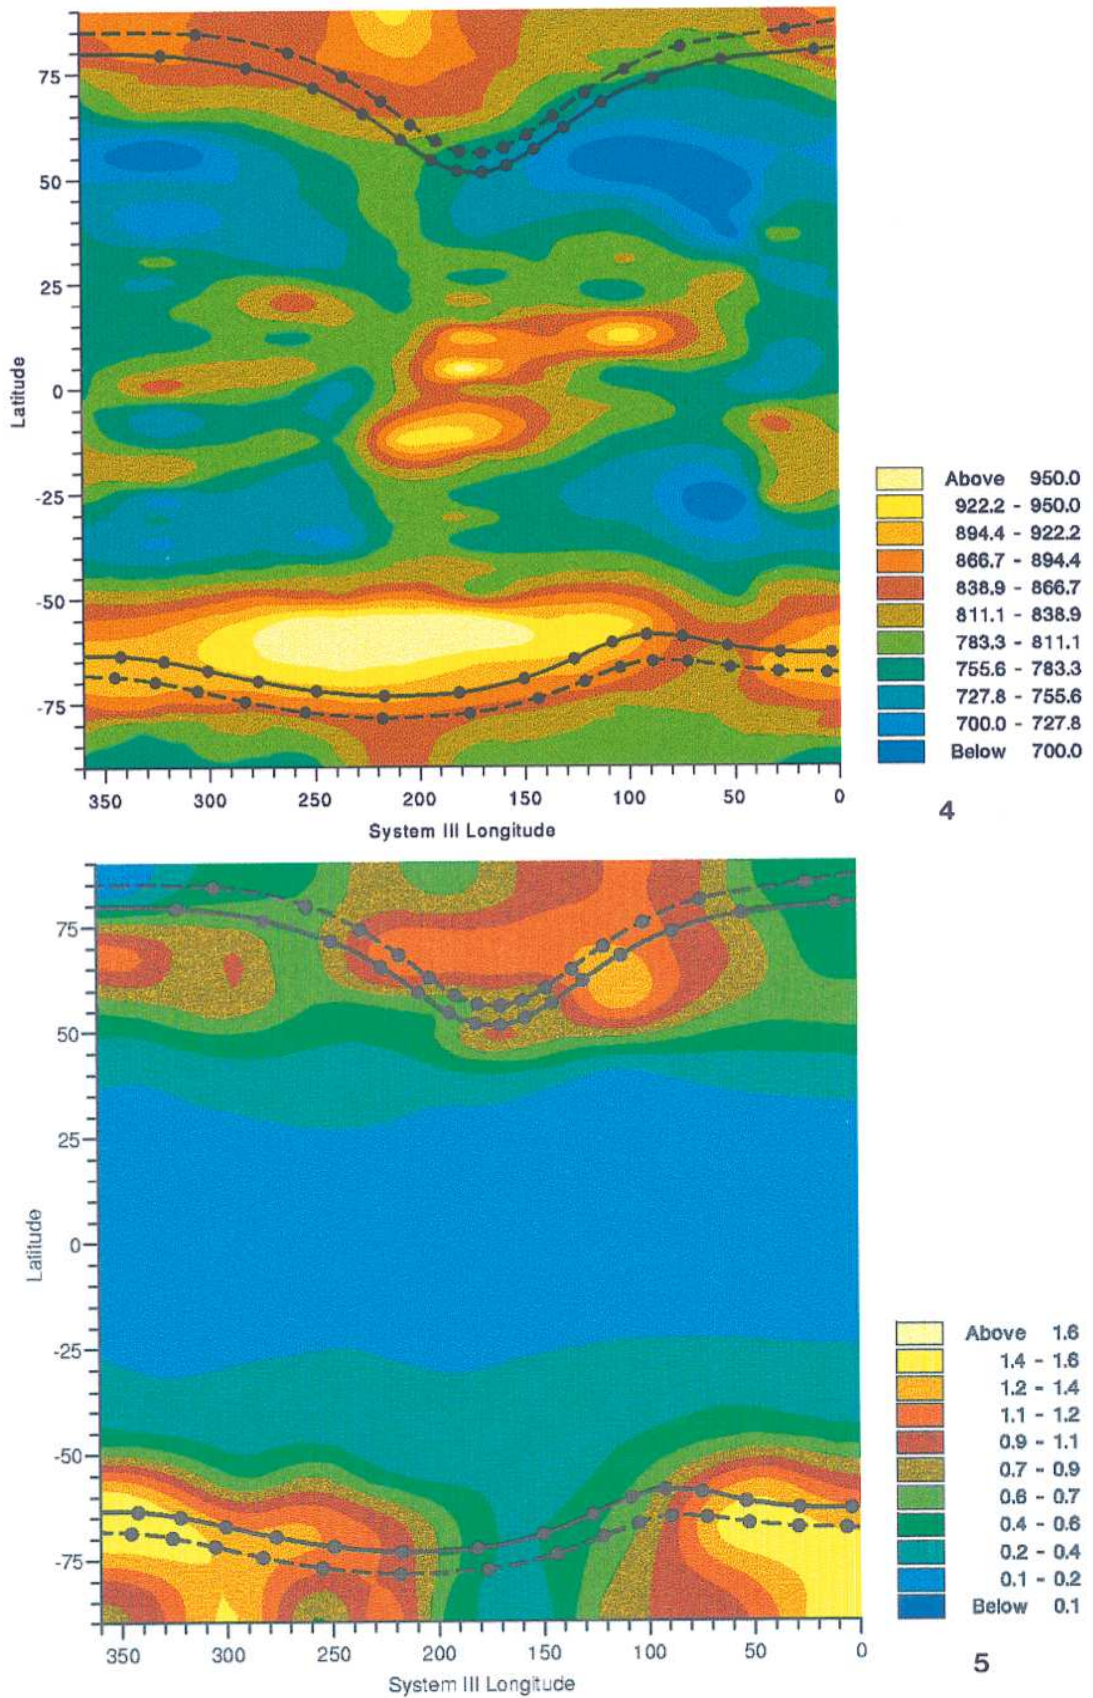 75
50
25
0
-25
-50
-75
Latitude
350 300 250 200 150 100 50 0
System III Longitude
Above 950.0
922.2 - 950.0
894.4 - 922.2
866.7 - 894.4
838.9 - 866.7
811.1 - 838.9
783.3 - 811.1
755.6 - 783.3
727.8 - 755.6
700.0 - 727.8
Below 700.0
4
75
50
25
0
-25
-50
-75
Latitude
350 300 250 200 150 100 50 0
System III Longitude
Above 1.6
1.4 - 1.6
1.2 - 1.4
1.1 - 1.2
0.9 - 1.1
0.7 - 0.9
0.6 - 0.7
0.4 - 0.6
0.2 - 0.4
0.1 - 0.2
Below 0.1
5